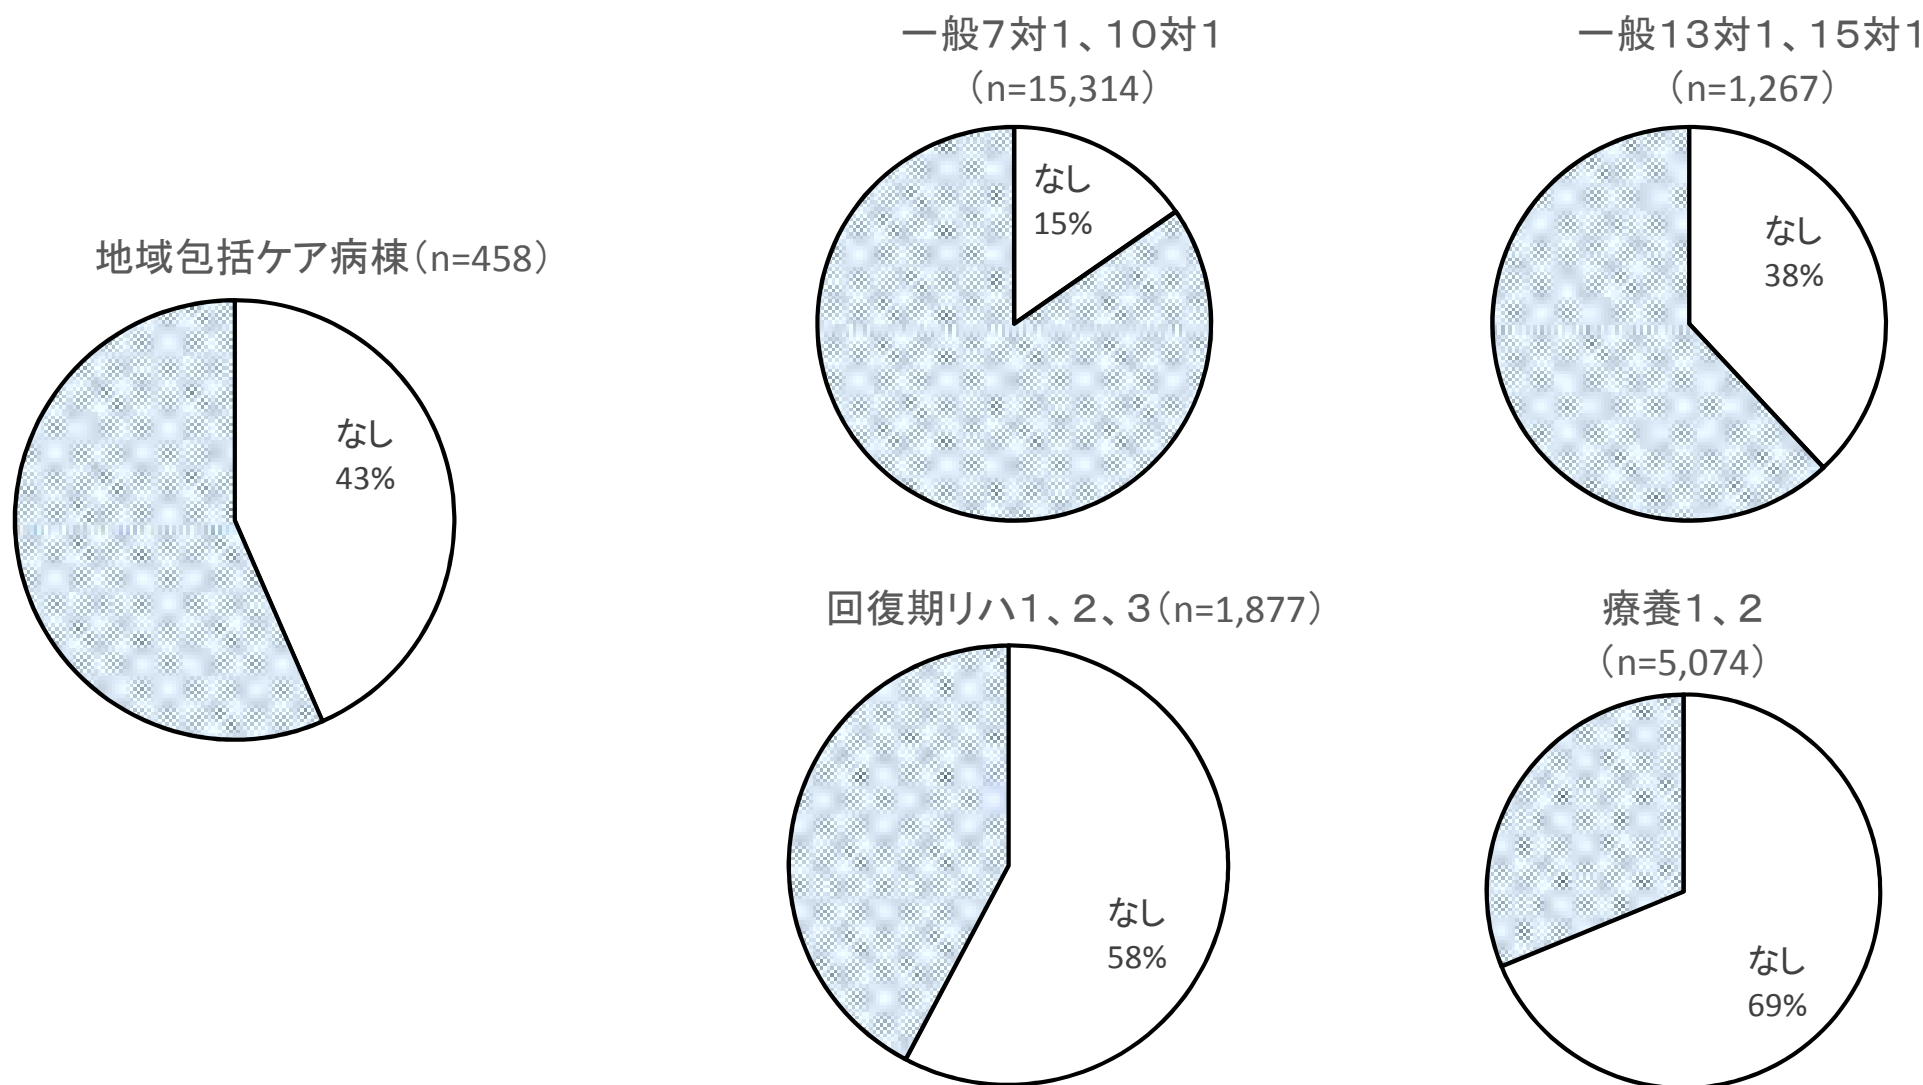 地域包括ケア病棟（n=458）
なし
43%
一般７対１、１０対１
（n=15,314）
なし
15%
一般１３対１、１５対１
（n=1,267）
なし
38%
回復期リハ１、２、３（n=1,877）
なし
58%
療養１、２
（n=5,074）
なし
69%